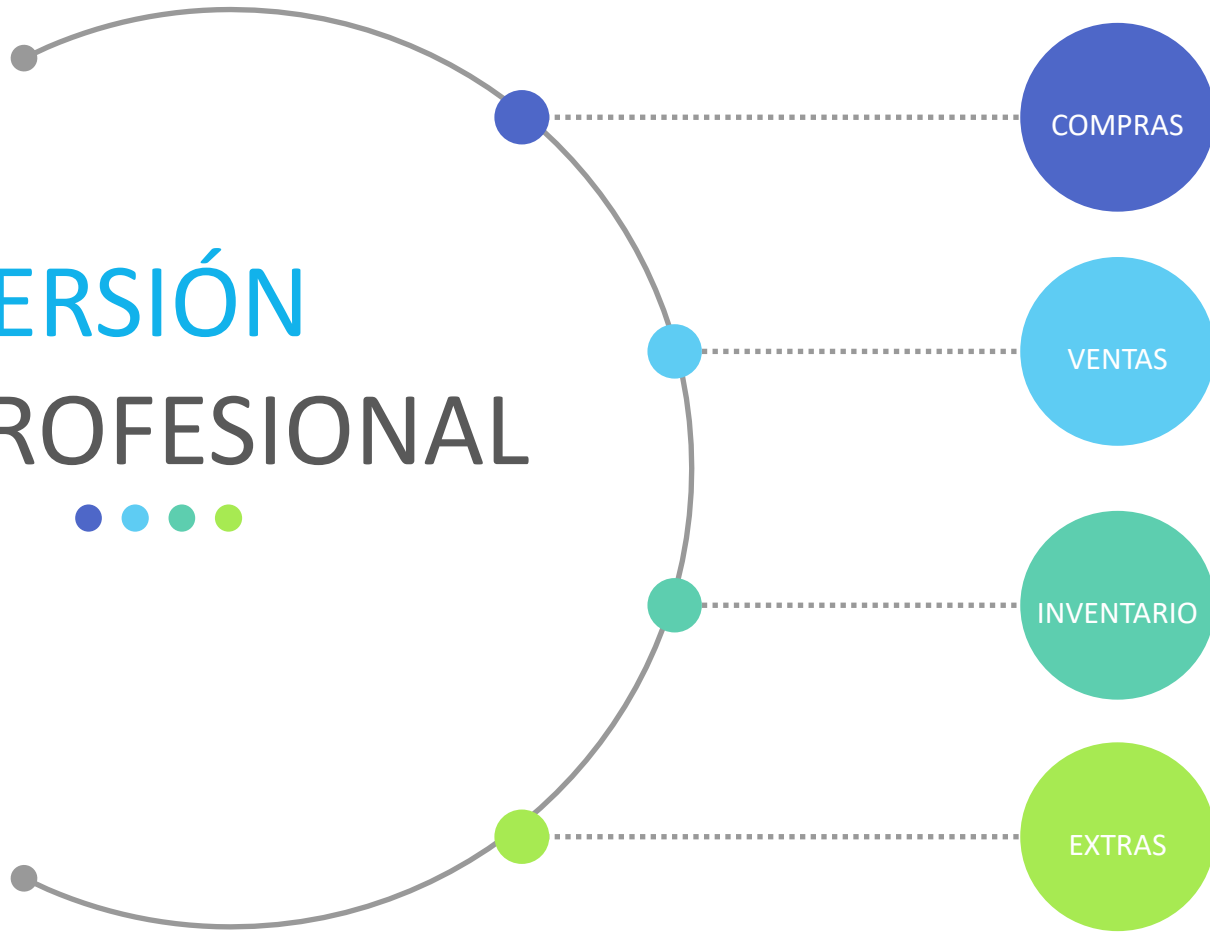 ERSIÓN
ROFESIONAL
COMPRAS
VENTAS
INVENTARIO
EXTRAS